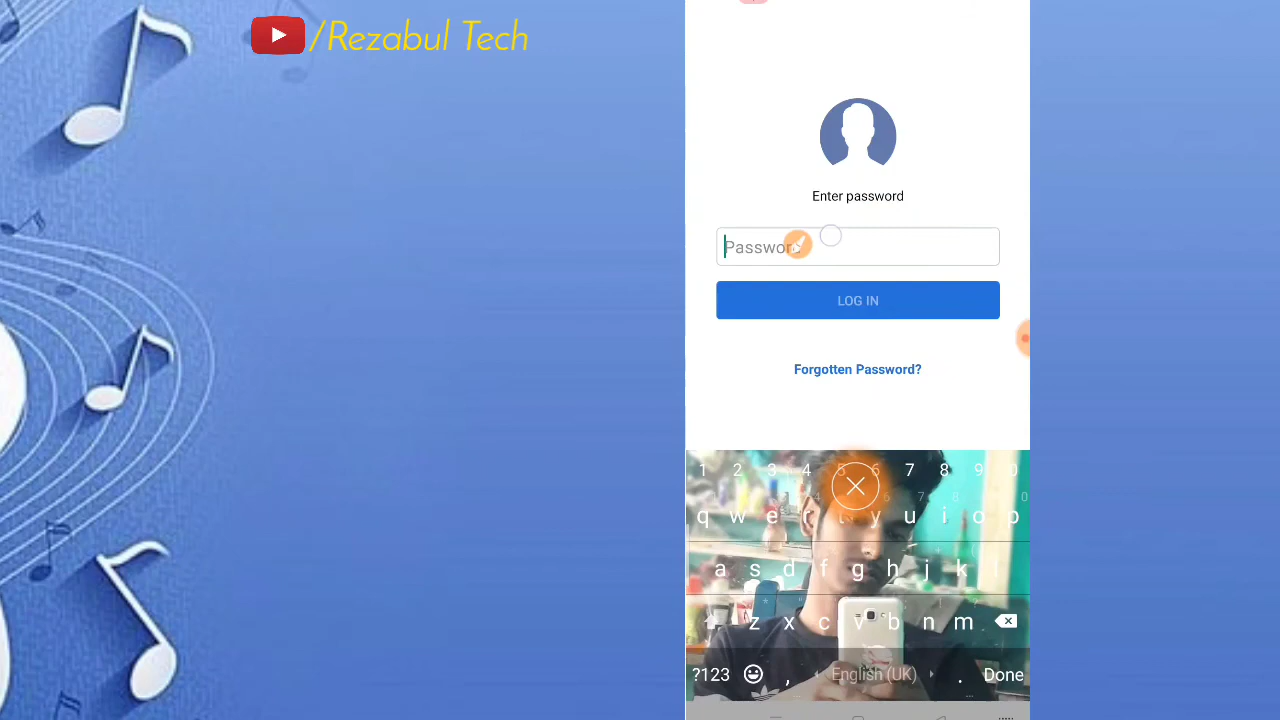 /Rezabul Tech
Enter password
Password
LOG IN
Forgotten Password?
1 2 3 4 5 6 7 8 9 0
q w e r t y u i o p
a s d f g h j k l
z x c v b n m
?123 , English (UK) . Done